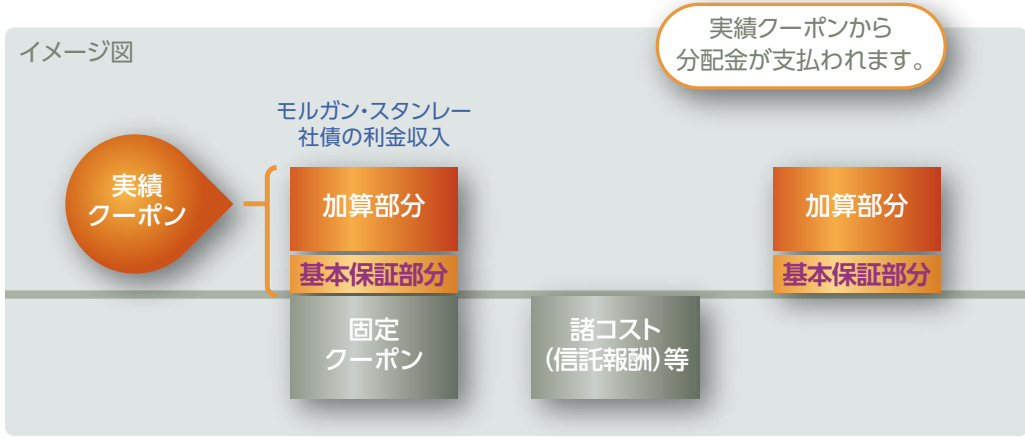 実績クーポンから
分配金が支払われます。
イメージ図
モルガン・スタンレー
社債の利金収入
実績
クーポン
加算部分
基本保証部分
固定
クーポン
諸コスト
(信託報酬)等
加算部分
基本保証部分